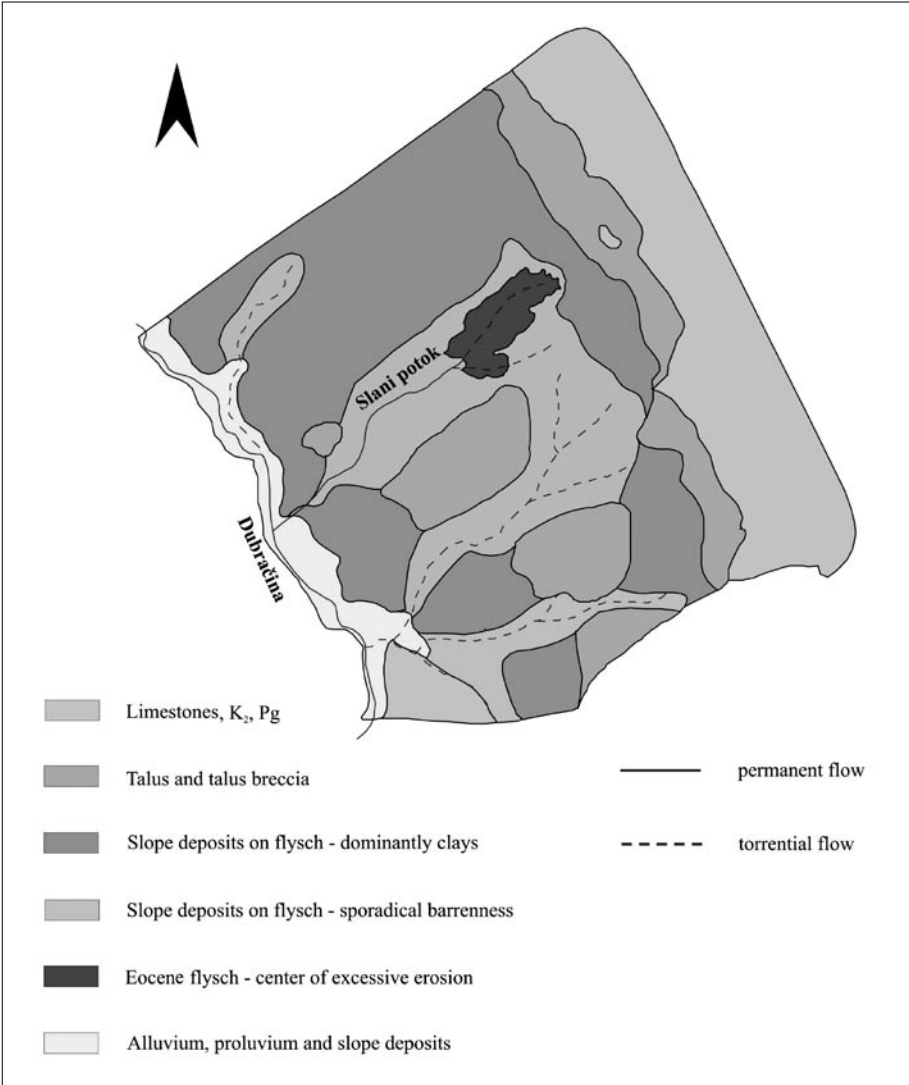 Slani potok
Dubračina
Limestones, K₂, Pg
Talus and talus breccia
Slope deposits on flysch - dominantly clays
Slope deposits on flysch - sporadical barrenness
Eocene flysch - center of excessive erosion
Alluvium, proluvium and slope deposits
permanent flow
torrential flow